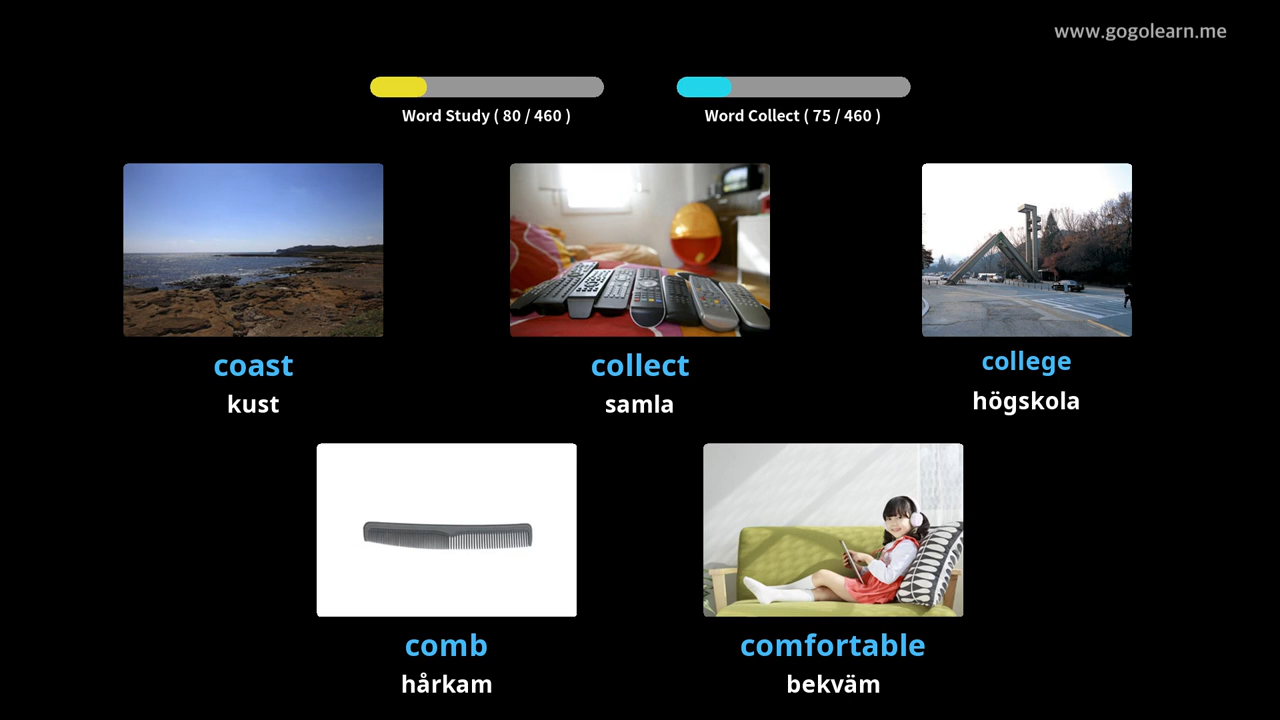 www.gogolearn.me
Word Study ( 80 / 460 )
Word Collect ( 75 / 460 )
coast
kust
collect
samla
college
högskola
comb
hårkam
comfortable
bekväm